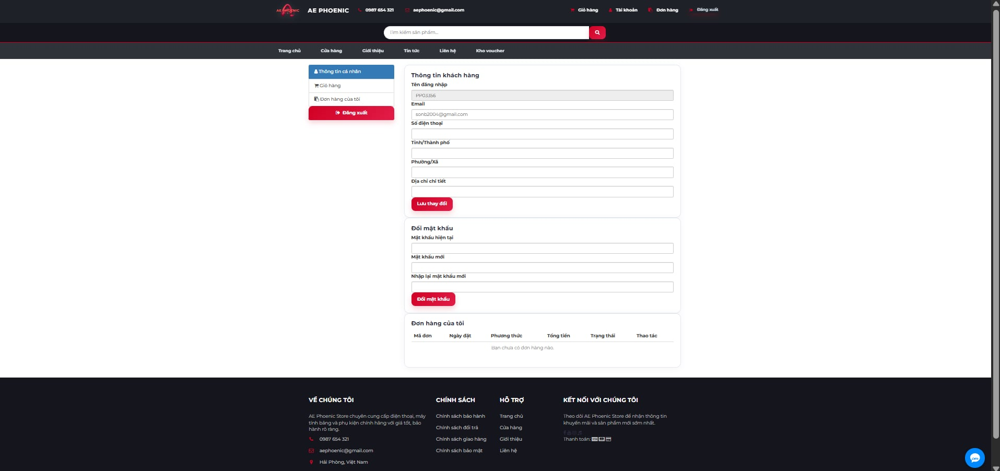 AE PHOENIC
AE PHOENIC
0987 654 321
aephoenic@gmail.com
Giỏ hàng
Tài khoản
Đơn hàng
Đăng xuất
Tìm kiếm sản phẩm...
Trang chủ
Cửa hàng
Giới thiệu
Tin tức
Liên hệ
Kho voucher
Thông tin cá nhân
Giỏ hàng
Đơn hàng của tôi
Đăng xuất
Thông tin khách hàng
Tên đăng nhập
PP03356
Email
sonb2004@gmail.com
Số điện thoại
Tỉnh/Thành phố
Phường/Xã
Địa chỉ chi tiết
Lưu thay đổi
Đổi mật khẩu
Mật khẩu hiện tại
Mật khẩu mới
Nhập lại mật khẩu mới
Đổi mật khẩu
Đơn hàng của tôi
Mã đơn Ngày đặt Phương thức Tổng tiền Trạng thái Thao tác
Bạn chưa có đơn hàng nào.
VỀ CHÚNG TÔI
AE Phoenic Store chuyên cung cấp điện thoại, máy
tính bảng và phụ kiện chính hãng với giá tốt, bảo
hành rõ ràng.
0987 654 321
aephoenic@gmail.com
Hải Phòng, Việt Nam
CHÍNH SÁCH
Chính sách bảo hành
Chính sách đổi trả
Chính sách giao hàng
Chính sách bảo mật
HỖ TRỢ
Trang chủ
Cửa hàng
Giới thiệu
Liên hệ
KẾT NỐI VỚI CHÚNG TÔI
Theo dõi AE Phoenic Store để nhận thông tin
khuyến mãi và sản phẩm mới sớm nhất.
Thanh toán:
Zalo